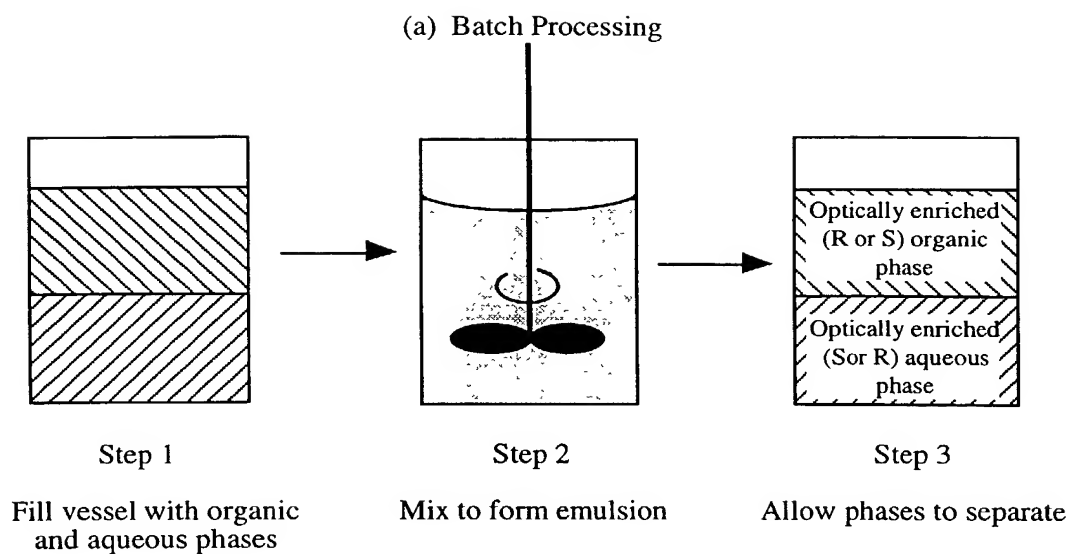 (a) Batch Processing
Optically enriched
(R or S) organic
phase
Optically enriched
(Sor R) aqueous
phase
Step 1
Step 2
Step 3
Fill vessel with organic
and aqueous phases
Mix to form emulsion
Allow phases to separate